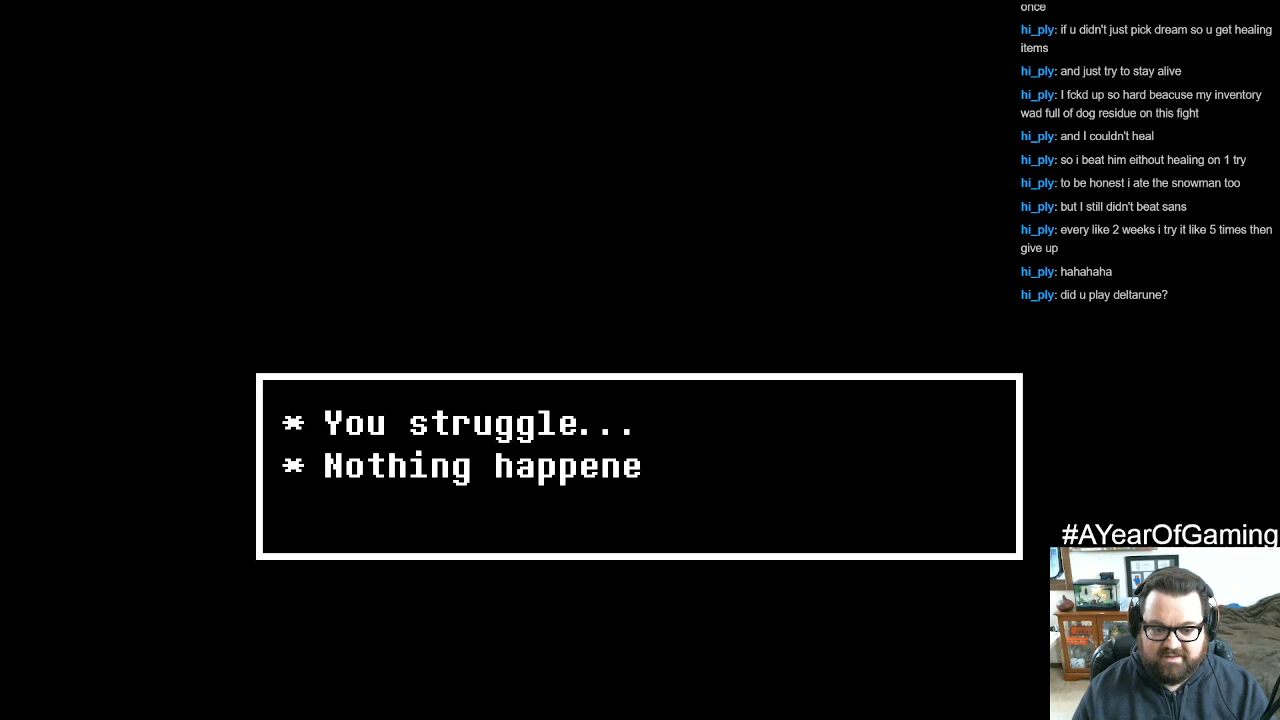 once
hi_ply: if u didn't just pick dream so u get healing
items
hi_ply: and just try to stay alive
hi_ply: I fckd up so hard beacuse my inventory
wad full of dog residue on this fight
hi_ply: and I couldn't heal
hi_ply: so i beat him eithout healing on 1 try
hi_ply: to be honest i ate the snowman too
hi_ply: but I still didn't beat sans
hi_ply: every like 2 weeks i try it like 5 times then
give up
hi_ply: hahahaha
hi_ply: did u play deltarune?
* You struggle...
* Nothing happene
#AYearOfGaming